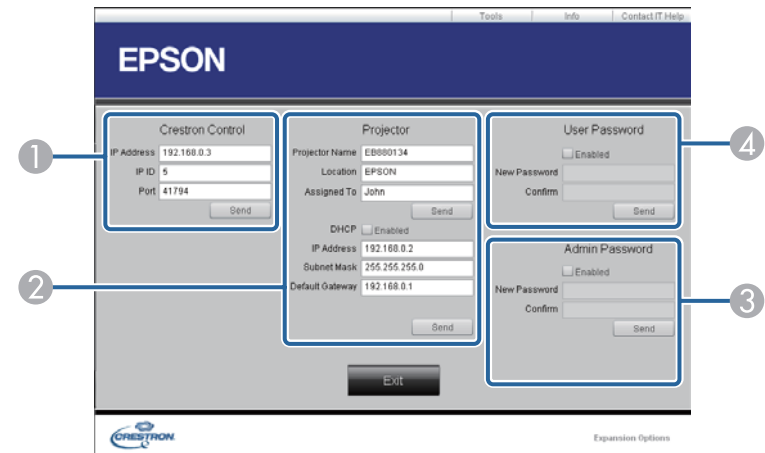 Tools Info Contact IT Help
EPSON
1
Crestron Control
IP Address 192.168.0.3
IP ID 5
Port 41794
Send
2
Projector
Projector Name EB880134
Location EPSON
Assigned To John
Send
DHCP Enabled
IP Address 192.168.0.2
Subnet Mask 255.255.255.0
Default Gateway 192.168.0.1
Send
User Password
4
Enabled
New Password
Confirm
Send
Admin Password
3
Enabled
New Password
Confirm
Send
Exit
CRESTRON
Expansion Options